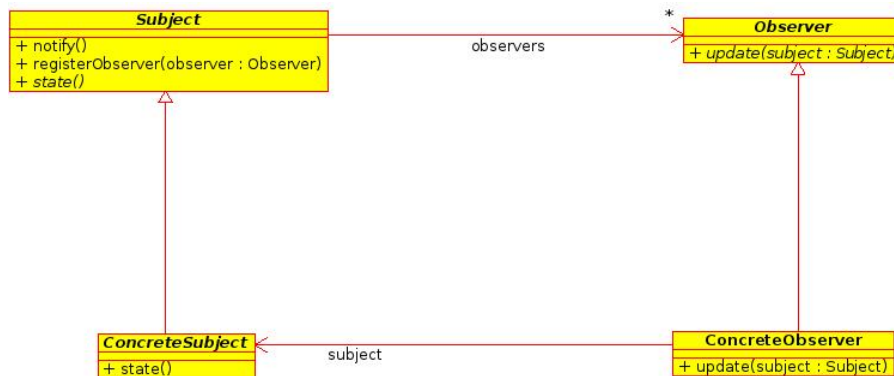 Subject
+ notify()
+ registerObserver(observer : Observer)
+ state()
observers
*
Observer
+ update(subject : Subject)
ConcreteSubject
+ state()
subject
ConcreteObserver
+ update(subject : Subject)